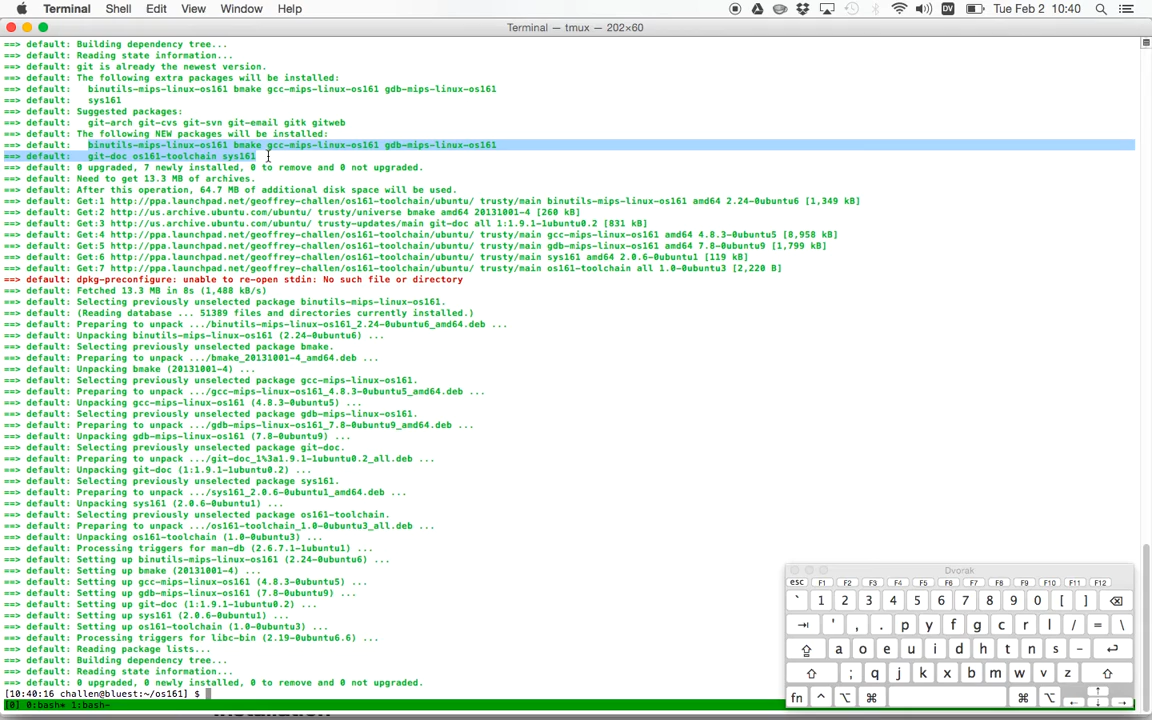 Terminal Shell Edit View Window Help DV Tue Feb 2 10:40
Terminal — tmux — 202×60
==> default: Building dependency tree...
==> default: Reading state information...
==> default: git is already the newest version.
==> default: The following extra packages will be installed:
==> default:   binutils-mips-linux-os161 bmake gcc-mips-linux-os161 gdb-mips-linux-os161
==> default:   sys161
==> default: Suggested packages:
==> default:   git-arch git-cvs git-svn git-email gitk gitweb
==> default: The following NEW packages will be installed:
==> default:   binutils-mips-linux-os161 bmake gcc-mips-linux-os161 gdb-mips-linux-os161
==> default:   git-doc os161-toolchain sys161
==> default: 0 upgraded, 7 newly installed, 0 to remove and 0 not upgraded.
==> default: Need to get 13.3 MB of archives.
==> default: After this operation, 64.7 MB of additional disk space will be used.
==> default: Get:1 http://ppa.launchpad.net/geoffrey-challen/os161-toolchain/ubuntu/ trusty/main binutils-mips-linux-os161 amd64 2.24-0ubuntu6 [1,349 kB]
==> default: Get:2 http://us.archive.ubuntu.com/ubuntu/ trusty/universe bmake amd64 20131001-4 [260 kB]
==> default: Get:3 http://us.archive.ubuntu.com/ubuntu/ trusty-updates/main git-doc all 1:1.9.1-1ubuntu0.2 [831 kB]
==> default: Get:4 http://ppa.launchpad.net/geoffrey-challen/os161-toolchain/ubuntu/ trusty/main gcc-mips-linux-os161 amd64 4.8.3-0ubuntu5 [8,958 kB]
==> default: Get:5 http://ppa.launchpad.net/geoffrey-challen/os161-toolchain/ubuntu/ trusty/main gdb-mips-linux-os161 amd64 7.8-0ubuntu9 [1,799 kB]
==> default: Get:6 http://ppa.launchpad.net/geoffrey-challen/os161-toolchain/ubuntu/ trusty/main sys161 amd64 2.0.6-0ubuntu1 [119 kB]
==> default: Get:7 http://ppa.launchpad.net/geoffrey-challen/os161-toolchain/ubuntu/ trusty/main os161-toolchain all 1.0-0ubuntu3 [2,220 B]
==> default: dpkg-preconfigure: unable to re-open stdin: No such file or directory
==> default: Fetched 13.3 MB in 8s (1,488 kB/s)
==> default: Selecting previously unselected package binutils-mips-linux-os161.
==> default: (Reading database ... 51389 files and directories currently installed.)
==> default: Preparing to unpack .../binutils-mips-linux-os161_2.24-0ubuntu6_amd64.deb ...
==> default: Unpacking binutils-mips-linux-os161 (2.24-0ubuntu6) ...
==> default: Selecting previously unselected package bmake.
==> default: Preparing to unpack .../bmake_20131001-4_amd64.deb ...
==> default: Unpacking bmake (20131001-4) ...
==> default: Selecting previously unselected package gcc-mips-linux-os161.
==> default: Preparing to unpack .../gcc-mips-linux-os161_4.8.3-0ubuntu5_amd64.deb ...
==> default: Unpacking gcc-mips-linux-os161 (4.8.3-0ubuntu5) ...
==> default: Selecting previously unselected package gdb-mips-linux-os161.
==> default: Preparing to unpack .../gdb-mips-linux-os161_7.8-0ubuntu9_amd64.deb ...
==> default: Unpacking gdb-mips-linux-os161 (7.8-0ubuntu9) ...
==> default: Selecting previously unselected package git-doc.
==> default: Preparing to unpack .../git-doc_1%3a1.9.1-1ubuntu0.2_all.deb ...
==> default: Unpacking git-doc (1:1.9.1-1ubuntu0.2) ...
==> default: Selecting previously unselected package sys161.
==> default: Preparing to unpack .../sys161_2.0.6-0ubuntu1_amd64.deb ...
==> default: Unpacking sys161 (2.0.6-0ubuntu1) ...
==> default: Selecting previously unselected package os161-toolchain.
==> default: Preparing to unpack .../os161-toolchain_1.0-0ubuntu3_all.deb ...
==> default: Unpacking os161-toolchain (1.0-0ubuntu3) ...
==> default: Processing triggers for man-db (2.6.7.1-1ubuntu1) ...
==> default: Setting up binutils-mips-linux-os161 (2.24-0ubuntu6) ...
==> default: Setting up bmake (20131001-4) ...
==> default: Setting up gcc-mips-linux-os161 (4.8.3-0ubuntu5) ...
==> default: Setting up gdb-mips-linux-os161 (7.8-0ubuntu9) ...
==> default: Setting up git-doc (1:1.9.1-1ubuntu0.2) ...
==> default: Setting up sys161 (2.0.6-0ubuntu1) ...
==> default: Setting up os161-toolchain (1.0-0ubuntu3) ...
==> default: Processing triggers for libc-bin (2.19-0ubuntu6.6) ...
==> default: Reading package lists...
==> default: Building dependency tree...
==> default: Reading state information...
==> default: 0 upgraded, 0 newly installed, 0 to remove and 0 not upgraded.
[10:40:16 challen@bluest:~/os161] $
[0] 0:bash* 1:bash-
Dvorak
esc F1 F2 F3 F4 F5 F6 F7 F8 F9 F10 F11 F12
` 1 2 3 4 5 6 7 8 9 0 [ ]
' , . p y f g c r l / = \
a o e u i d h t n s -
; q j k x b m w v z
fn